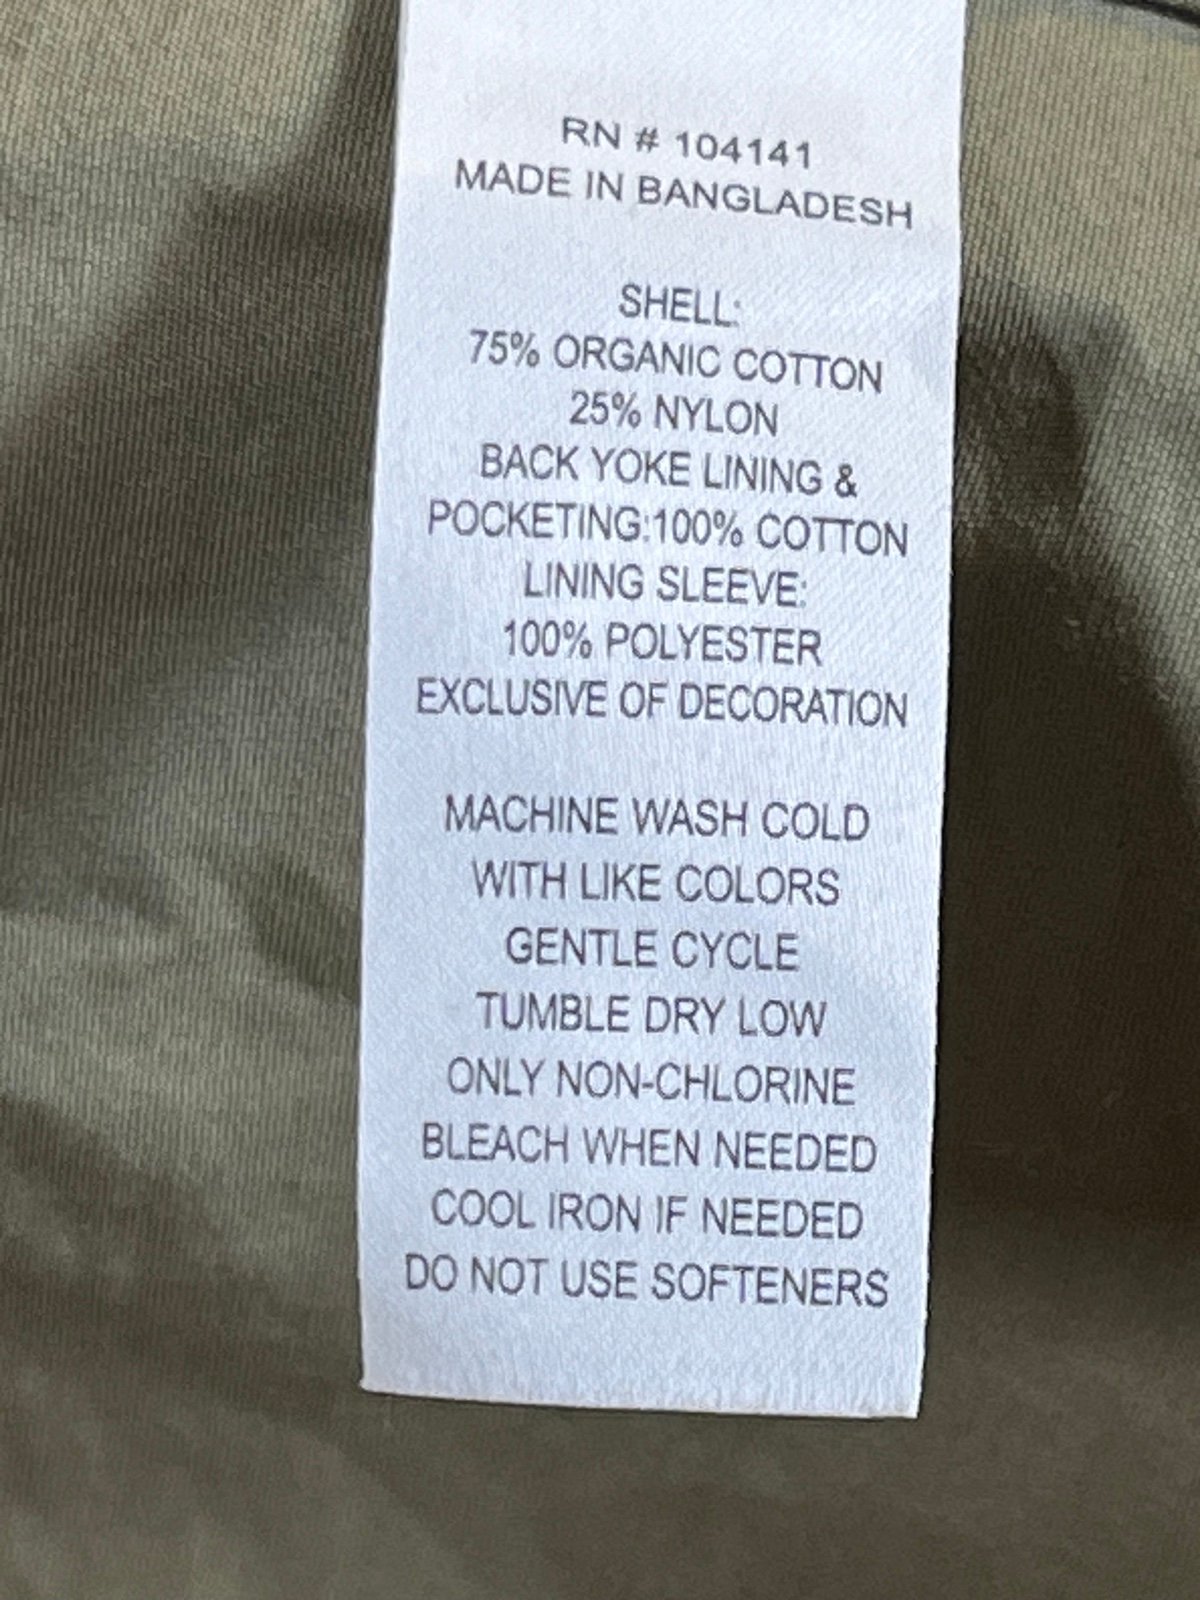 RN # 104141
MADE IN BANGLADESH
SHELL:
75% ORGANIC COTTON
25% NYLON
BACK YOKE LINING &
POCKETING:100% COTTON
LINING SLEEVE:
100% POLYESTER
EXCLUSIVE OF DECORATION
MACHINE WASH COLD
WITH LIKE COLORS
GENTLE CYCLE
TUMBLE DRY LOW
ONLY NON-CHLORINE
BLEACH WHEN NEEDED
COOL IRON IF NEEDED
DO NOT USE SOFTENERS